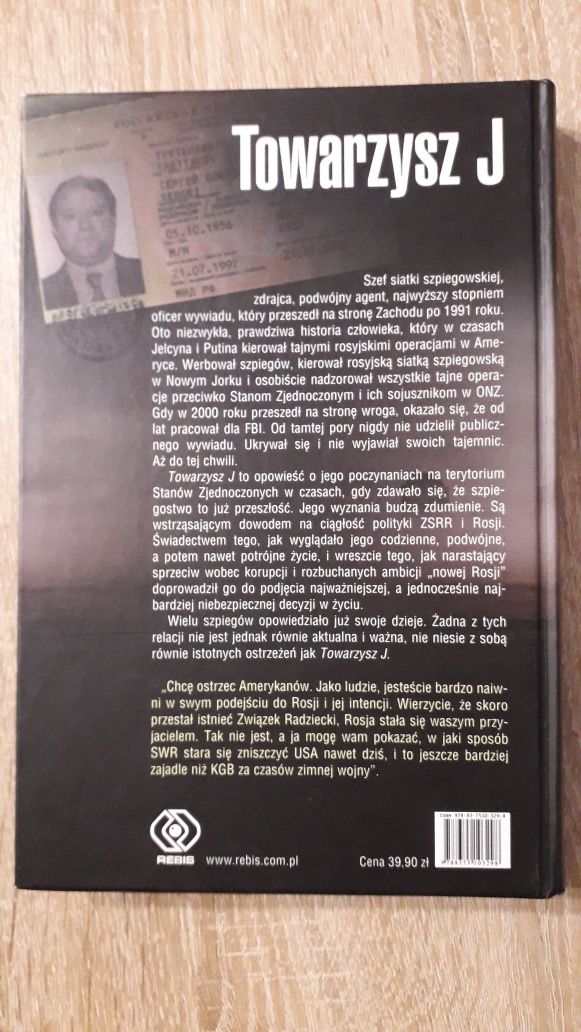 Towarzysz J
05.10.1956
M/M
21.07.1997
МИД РФ
Szef siatki szpiegowskiej,
zdrajca, podwójny agent, najwyższy stopniem
oficer wywiadu, który przeszedł na stronę Zachodu po 1991 roku.
Oto niezwykła, prawdziwa historia człowieka, który w czasach
Jelcyna i Putina kierował tajnymi rosyjskimi operacjami w Ame-
ryce. Werbował szpiegów, kierował rosyjską siatką szpiegowską
w Nowym Jorku i osobiście nadzorował wszystkie tajne opera-
cje przeciwko Stanom Zjednoczonym i ich sojusznikom w ONZ.
Gdy w 2000 roku przeszedł na stronę wroga, okazało się, że od
lat pracował dla FBI. Od tamtej pory nigdy nie udzielił publicz-
nego wywiadu. Ukrywał się i nie wyjawiał swoich tajemnic.
Aż do tej chwili.
Towarzysz J to opowieść o jego poczynaniach na terytorium
Stanów Zjednoczonych w czasach, gdy zdawało się, że szpie-
gostwo to już przeszłość. Jego wyznania budzą zdumienie. Są
wstrząsającym dowodem na ciągłość polityki ZSRR i Rosji.
Świadectwem tego, jak wyglądało jego codzienne, podwójne,
a potem nawet potrójne życie, i wreszcie tego, jak narastający
sprzeciw wobec korupcji i rozbuchanych ambicji „nowej Rosji”
doprowadził go do podjęcia najważniejszej, a jednocześnie naj-
bardziej niebezpiecznej decyzji w życiu.
Wielu szpiegów opowiedziało już swoje dzieje. Żadna z tych
relacji nie jest jednak równie aktualna i ważna, nie niesie z sobą
równie istotnych ostrzeżeń jak Towarzysz J.
„Chcę ostrzec Amerykanów. Jako ludzie, jesteście bardzo naiw-
ni w swym podejściu do Rosji i jej intencji. Wierzycie, że skoro
przestał istnieć Związek Radziecki, Rosja stała się waszym przy-
jacielem. Tak nie jest, a ja mogę wam pokazać, w jaki sposób
SWR stara się zniszczyć USA nawet dziś, i to jeszcze bardziej
zajadle niż KGB za czasów zimnej wojny”.
REBIS
www.rebis.com.pl
Cena 39,90 zł
ISBN 978-83-7510-329-8
9788375103298